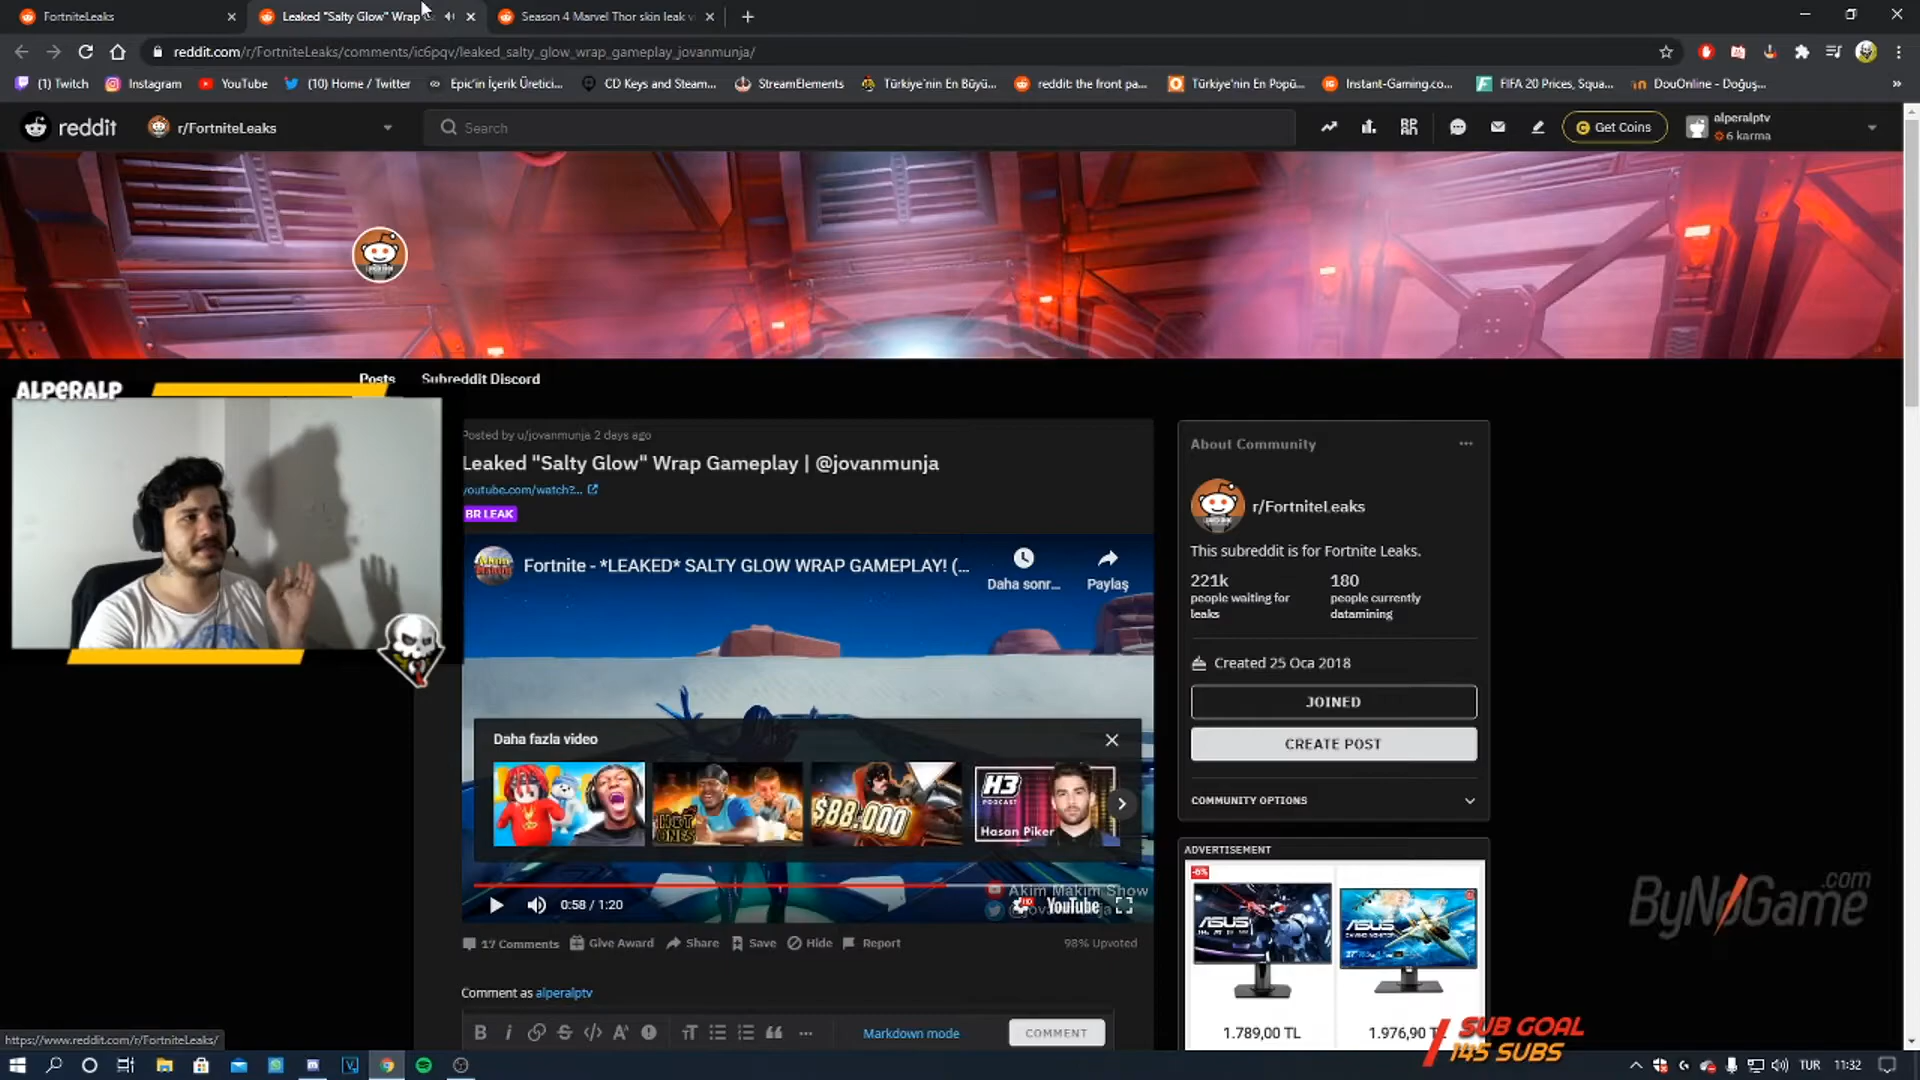 FortniteLeaks
Leaked "Salty Glow" Wrap
Season 4 Marvel Thor skin leak v
reddit.com/r/FortniteLeaks/comments/ic6pqv/leaked_salty_glow_wrap_gameplay_jovanmunja/
(1) Twitch
Instagram
YouTube
(10) Home / Twitter
Epic'in İçerik Üretici...
CD Keys and Steam...
StreamElements
Türkiye'nin En Büyü...
reddit: the front pa...
Türkiye'nin En Popü...
Instant-Gaming.co...
FIFA 20 Prices, Squa...
DouOnline - Doğuş...
reddit
r/FortniteLeaks
Search
Get Coins
alperalptv
6 karma
Posts
Subreddit Discord
ALPERALP
Posted by u/jovanmunja 2 days ago
Leaked "Salty Glow" Wrap Gameplay | @jovanmunja
youtube.com/watch?...
BR LEAK
Fortnite - *LEAKED* SALTY GLOW WRAP GAMEPLAY! (...
Daha sonr...
Paylaş
Daha fazla video
HOT ONES
$88.000
H3 PODCAST
Hasan Piker
Akim Makim Show
0:58 / 1:20
YouTube
17 Comments
Give Award
Share
Save
Hide
Report
98% Upvoted
Comment as alperalptv
Markdown mode
COMMENT
About Community
r/FortniteLeaks
This subreddit is for Fortnite Leaks.
221k
people waiting for
leaks
180
people currently
datamining
Created 25 Oca 2018
JOINED
CREATE POST
COMMUNITY OPTIONS
ADVERTISEMENT
-6%
ASUS
ASUS
1.789,00 TL
1.976,90 T
ByNoGame.com
SUB GOAL
145 SUBS
https://www.reddit.com/r/FortniteLeaks/
TUR
11:32